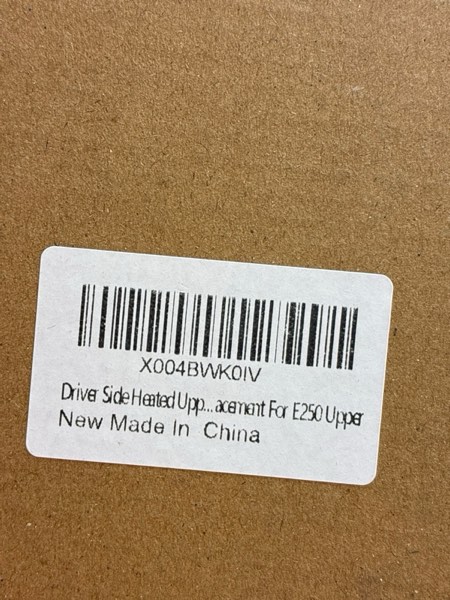 X004BWK0IV
Driver Side Heated Upp...acement For E250 Upper
New Made In China